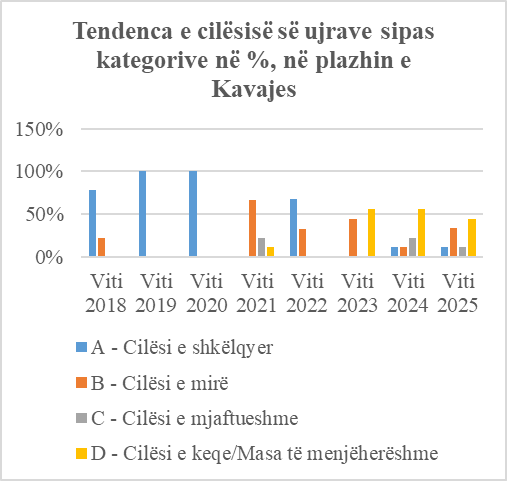 Tendenca e cilësisë së ujrave sipas
kategorive në %, në plazhin e
Kavajes
150%
100%
50%
0%
Viti Viti Viti Viti Viti Viti Viti Viti
2018 2019 2020 2021 2022 2023 2024 2025
A - Cilësi e shkëlqyer
B - Cilësi e mirë
C - Cilësi e mjaftueshme
D - Cilësi e keqe/Masa të menjëherëshme